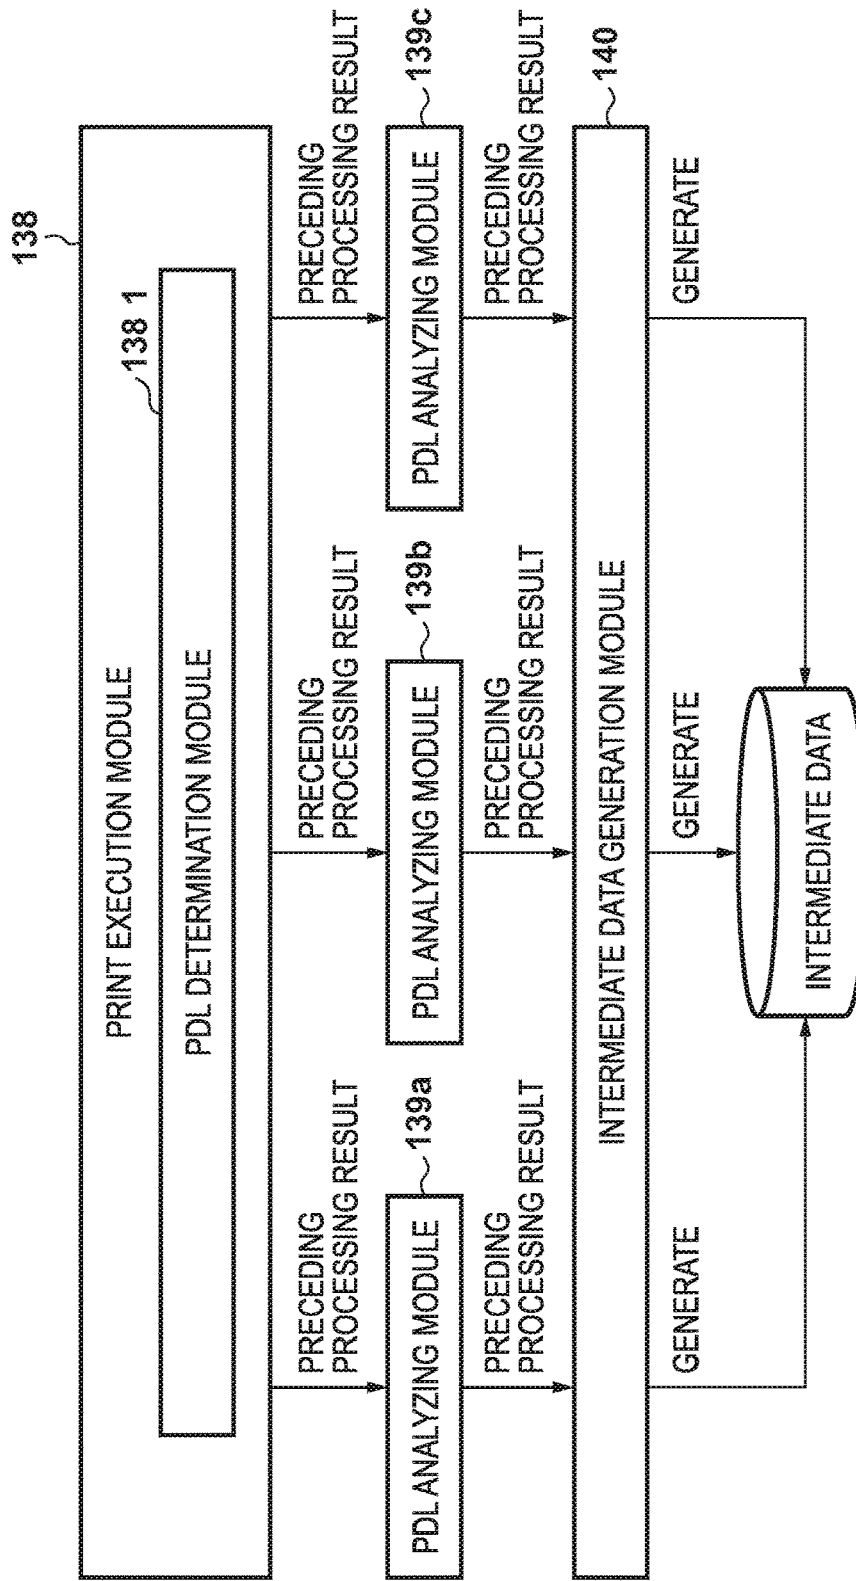 138
PRINT EXECUTION MODULE
138 1
PDL DETERMINATION MODULE
PRECEDING
PROCESSING RESULT
PRECEDING
PROCESSING RESULT
PRECEDING
PROCESSING RESULT
139a
PDL ANALYZING MODULE
139b
PDL ANALYZING MODULE
139c
PDL ANALYZING MODULE
PRECEDING
PROCESSING RESULT
PRECEDING
PROCESSING RESULT
PRECEDING
PROCESSING RESULT
140
INTERMEDIATE DATA GENERATION MODULE
GENERATE
GENERATE
GENERATE
INTERMEDIATE DATA